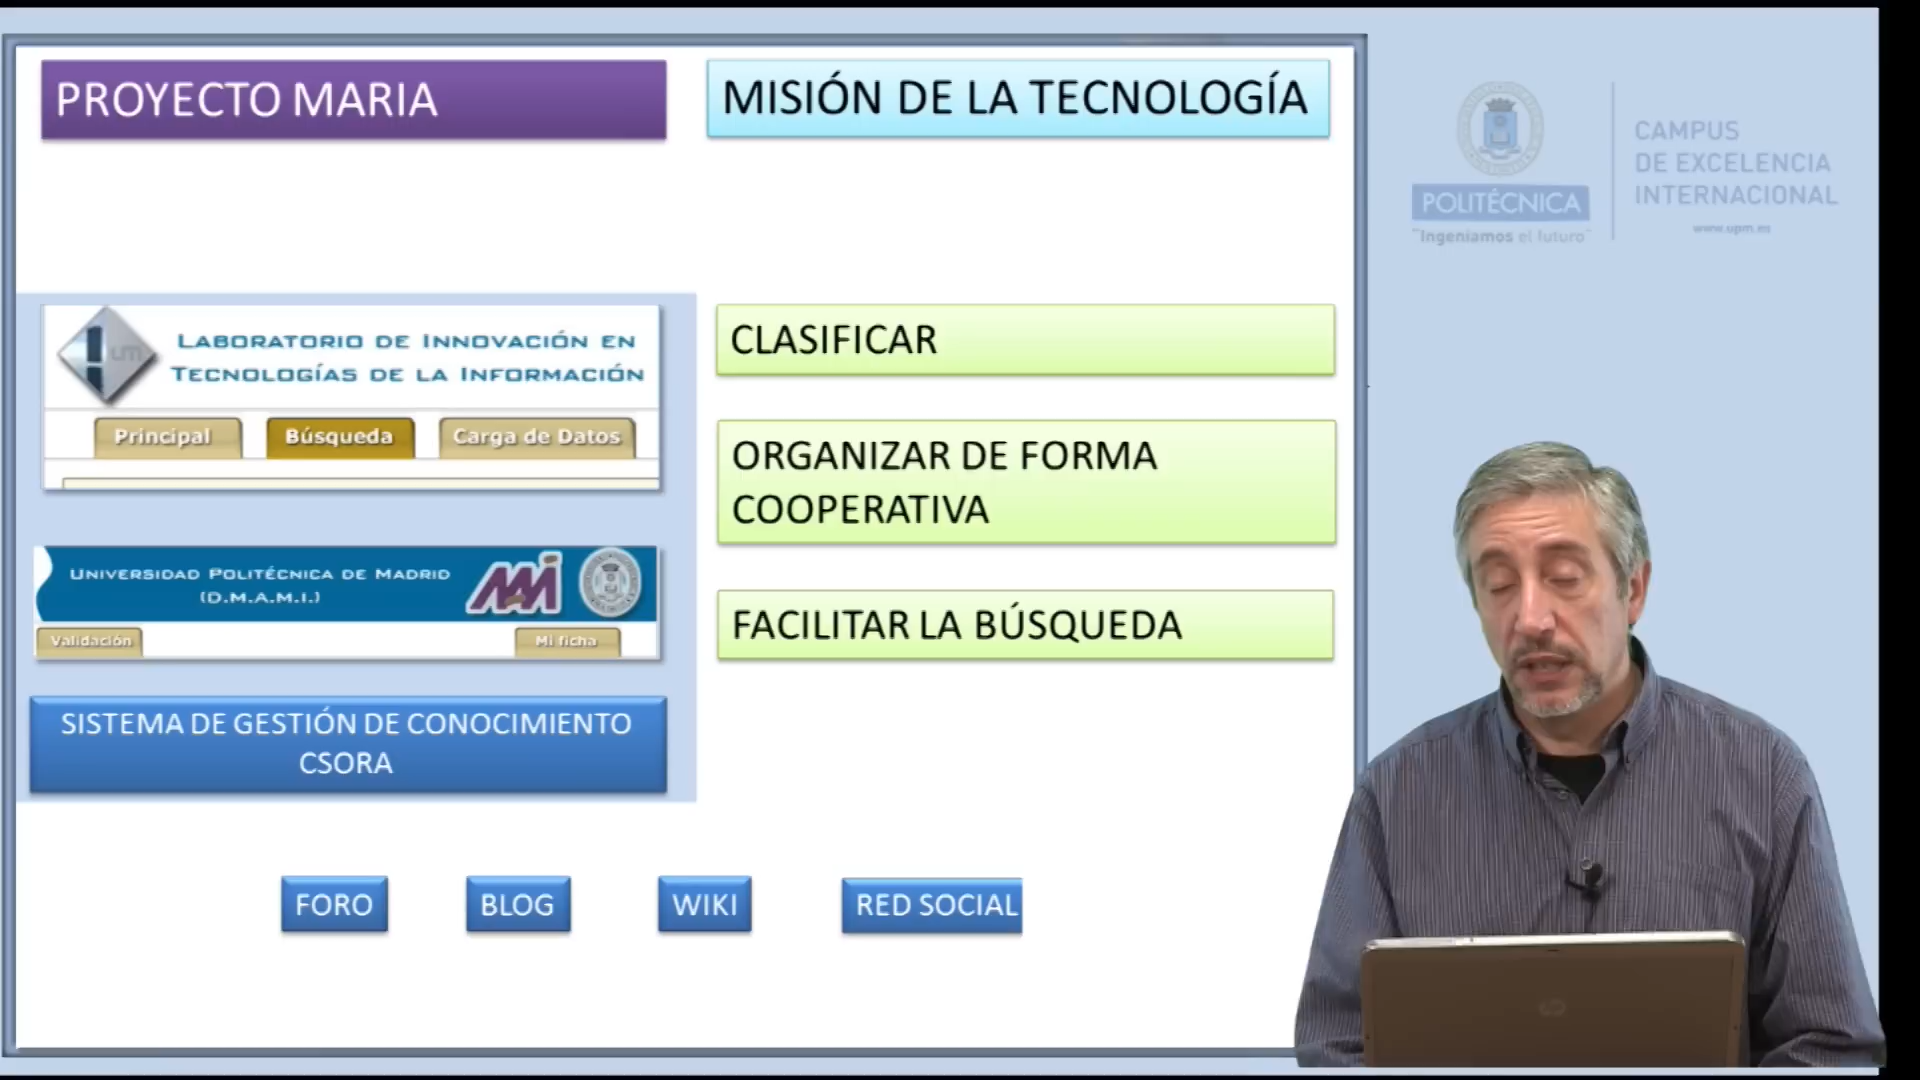 PROYECTO MARIA
MISIÓN DE LA TECNOLOGÍA
POLITÉCNICA
"Ingeniamos el futuro"
CAMPUS
DE EXCELENCIA
INTERNACIONAL
www.upm.es
LABORATORIO DE INNOVACIÓN EN
TECNOLOGÍAS DE LA INFORMACIÓN
Principal
Búsqueda
Carga de Datos
UNIVERSIDAD POLITÉCNICA DE MADRID
(D.M.A.M.I.)
Validación
Mi ficha
SISTEMA DE GESTIÓN DE CONOCIMIENTO
CSORA
CLASIFICAR
ORGANIZAR DE FORMA
COOPERATIVA
FACILITAR LA BÚSQUEDA
FORO
BLOG
WIKI
RED SOCIAL